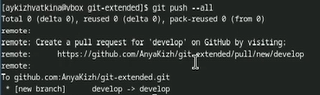 [aykizhvatkina@vbox git-extended]$ git push --all
Total 0 (delta 0), reused 0 (delta 0), pack-reused 0 (from 0)
remote:
remote: Create a pull request for 'develop' on GitHub by visiting:
remote:      https://github.com/AnyaKizh/git-extended/pull/new/develop
remote:
To github.com:AnyaKizh/git-extended.git
 * [new branch]      develop -> develop